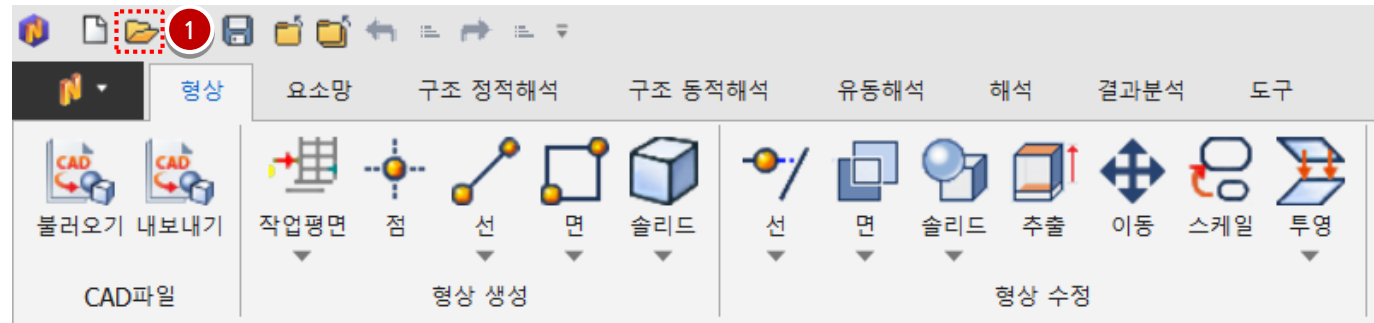 1
형상 요소망 구조 정적해석 구조 동적해석 유동해석 해석 결과분석 도구
CAD CAD
불러오기 내보내기 작업평면 점 선 면 솔리드 선 면 솔리드 추출 이동 스케일 투영
CAD파일 형상 생성 형상 수정